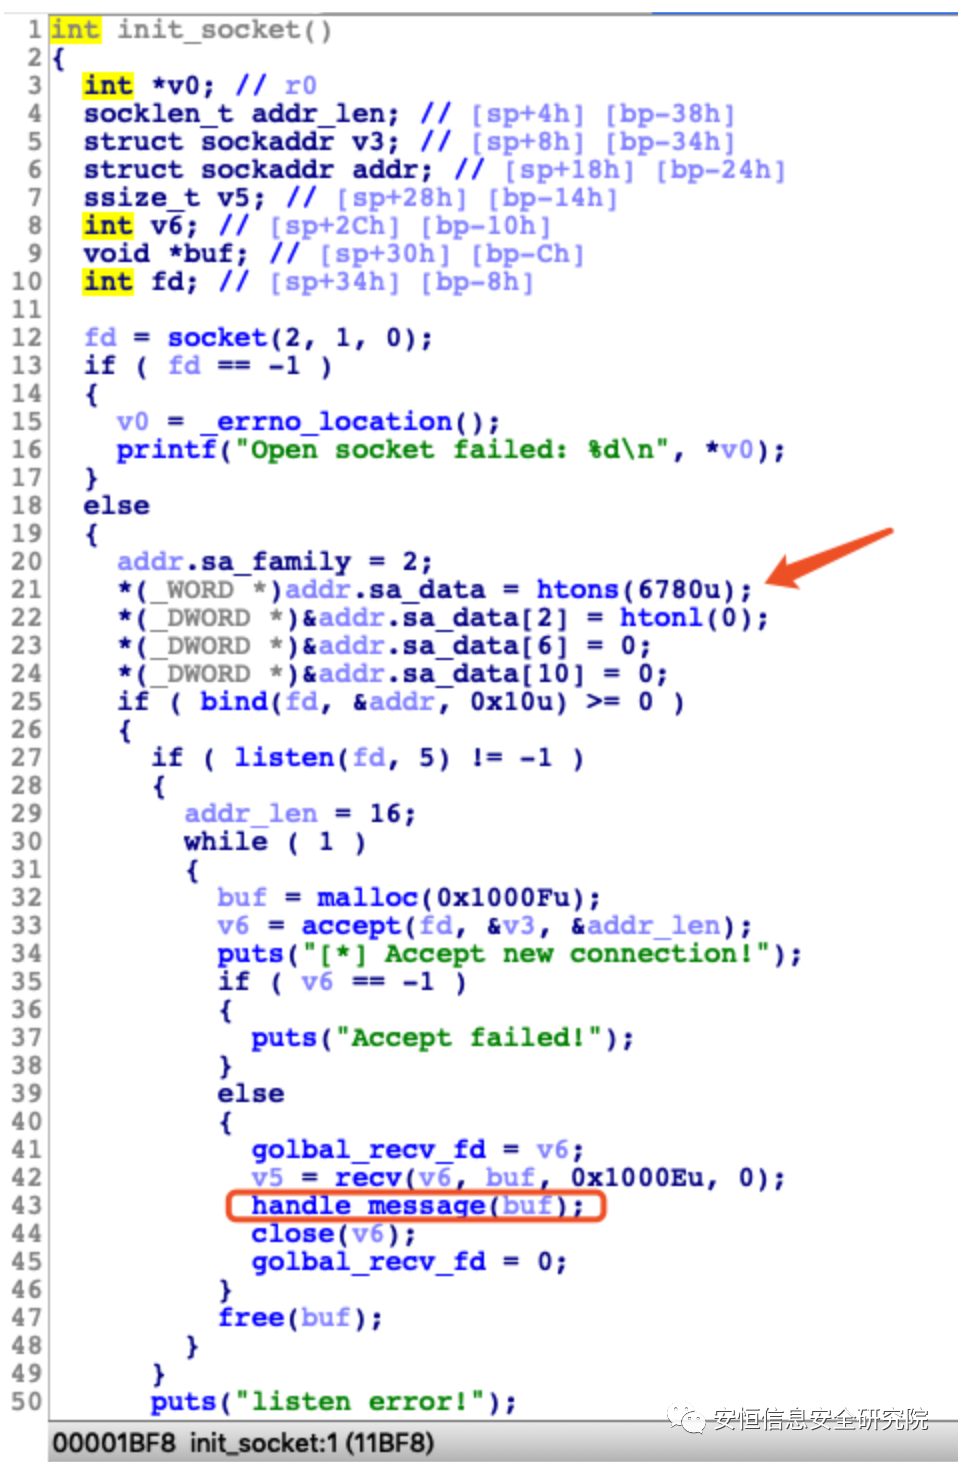 1 int init_socket()
2 {
3 int *v0; // r0
4 socklen_t addr_len; // [sp+4h] [bp-38h]
5 struct sockaddr v3; // [sp+8h] [bp-34h]
6 struct sockaddr addr; // [sp+18h] [bp-24h]
7 ssize_t v5; // [sp+28h] [bp-14h]
8 int v6; // [sp+2Ch] [bp-10h]
9 void *buf; // [sp+30h] [bp-Ch]
10 int fd; // [sp+34h] [bp-8h]
11
12 fd = socket(2, 1, 0);
13 if ( fd == -1 )
14 {
15 v0 = _errno_location();
16 printf("Open socket failed: %d\n", *v0);
17 }
18 else
19 {
20 addr.sa_family = 2;
21 *(_WORD *)addr.sa_data = htons(6780u);
22 *(_DWORD *)&addr.sa_data[2] = htonl(0);
23 *(_DWORD *)&addr.sa_data[6] = 0;
24 *(_DWORD *)&addr.sa_data[10] = 0;
25 if ( bind(fd, &addr, 0x10u) >= 0 )
26 {
27 if ( listen(fd, 5) != -1 )
28 {
29 addr_len = 16;
30 while ( 1 )
31 {
32 buf = malloc(0x1000Fu);
33 v6 = accept(fd, &v3, &addr_len);
34 puts("[*] Accept new connection!");
35 if ( v6 == -1 )
36 {
37 puts("Accept failed!");
38 }
39 else
40 {
41 golbal_recv_fd = v6;
42 v5 = recv(v6, buf, 0x1000Eu, 0);
43 handle_message(buf);
44 close(v6);
45 golbal_recv_fd = 0;
46 }
47 free(buf);
48 }
49 }
50 puts("listen error!");
安恒信息安全研究院
00001BF8 init_socket:1 (11BF8)